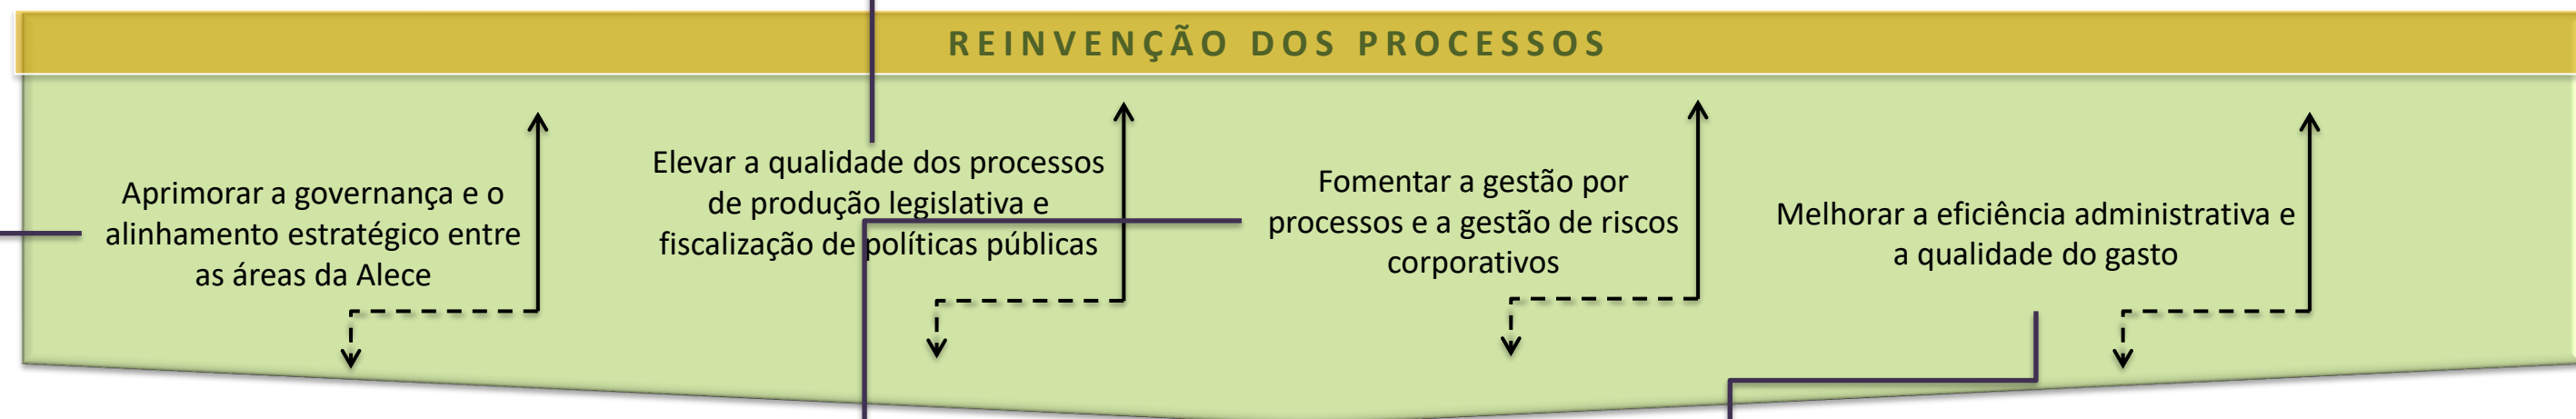 REINVENÇÃO DOS PROCESSOS
Aprimorar a governança e o
alinhamento estratégico entre
as áreas da Alece
Elevar a qualidade dos processos
de produção legislativa e
fiscalização de políticas públicas
Fomentar a gestão por
processos e a gestão de riscos
corporativos
Melhorar a eficiência administrativa e
a qualidade do gasto